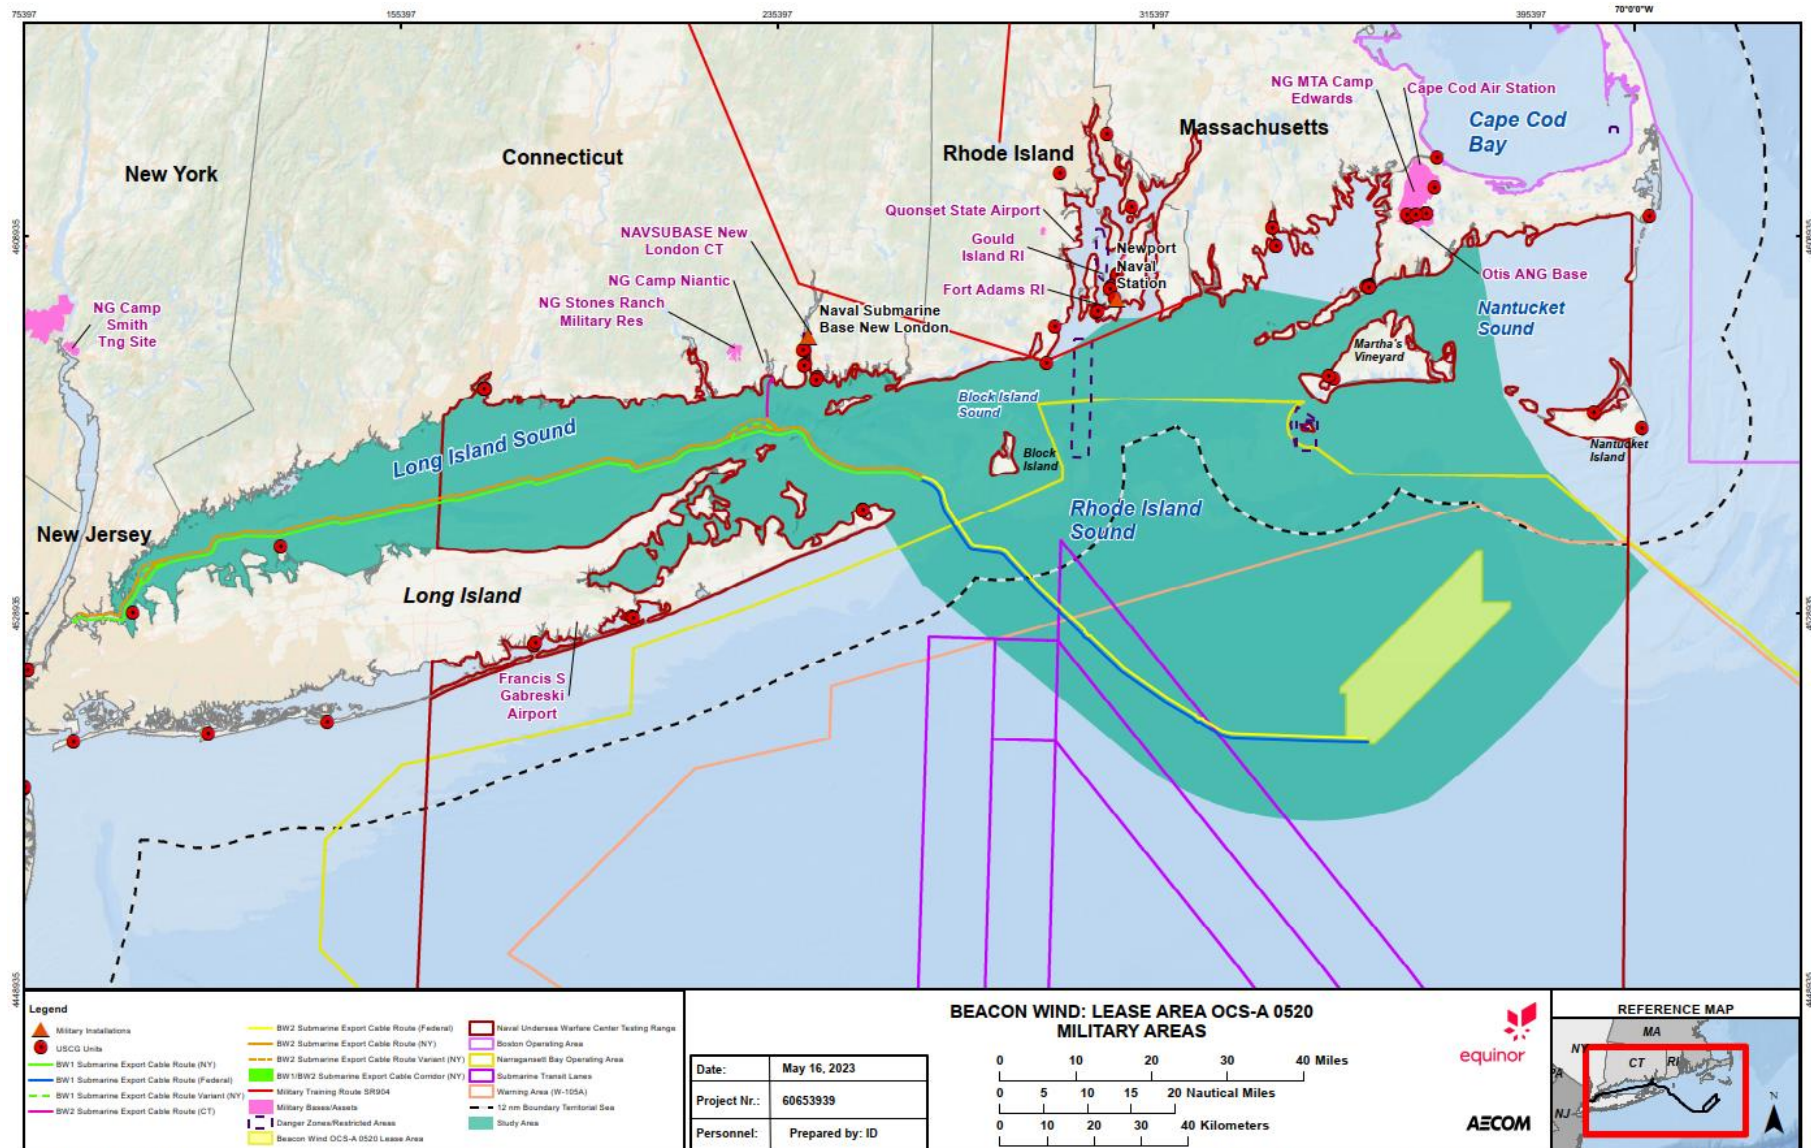 75397
155397
235397
315397
395397
70°0'0"W
4608935
4608935
4528935
4528935
4448935
4448935
New York
Connecticut
Rhode Island
Massachusetts
New Jersey
NG MTA Camp
Edwards
Cape Cod Air Station
Cape Cod
Bay
Quonset State Airport
Gould
Island RI
Newport
Naval
Station
Fort Adams RI
Otis ANG Base
Nantucket
Sound
NAVSUBASE New
London CT
NG Camp Niantic
NG Stones Ranch
Military Res
Naval Submarine
Base New London
NG Camp
Smith
Tng Site
Martha's
Vineyard
Block Island
Sound
Block
Island
Nantucket
Island
Long Island Sound
Rhode Island
Sound
Long Island
Francis S
Gabreski
Airport
Legend
Military Installations
USCG Units
BW1 Submarine Export Cable Route (NY)
BW1 Submarine Export Cable Route (Federal)
BW1 Submarine Export Cable Route Variant (NY)
BW2 Submarine Export Cable Route (CT)
BW2 Submarine Export Cable Route (Federal)
BW2 Submarine Export Cable Route (NY)
BW2 Submarine Export Cable Route Variant (NY)
BW1/BW2 Submarine Export Cable Corridor (NY)
Military Training Route SR904
Military Bases/Assets
Danger Zones/Restricted Areas
Beacon Wind OCS-A 0520 Lease Area
Naval Undersea Warfare Center Testing Range
Boston Operating Area
Narragansett Bay Operating Area
Submarine Transit Lanes
Warning Area (W-105A)
12 nm Boundary Territorial Sea
Study Area
BEACON WIND: LEASE AREA OCS-A 0520
MILITARY AREAS
Date: May 16, 2023
Project Nr.: 60653939
Personnel: Prepared by: ID
0 10 20 30 40 Miles
0 5 10 15 20 Nautical Miles
0 10 20 30 40 Kilometers
equinor
AECOM
REFERENCE MAP
MA
NY
CT
RI
PA
NJ
N